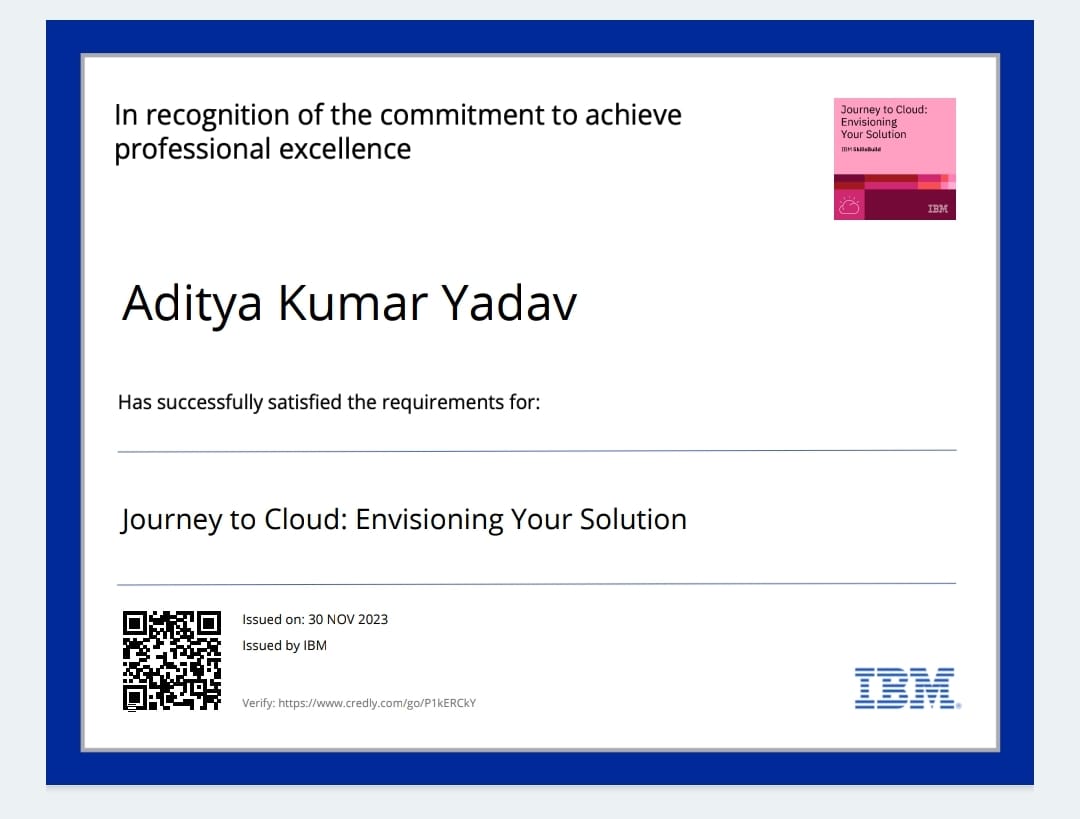 In recognition of the commitment to achieve
professional excellence
Journey to Cloud:
Envisioning
Your Solution
IBM SkillsBuild
IBM
Aditya Kumar Yadav
Has successfully satisfied the requirements for:
Journey to Cloud: Envisioning Your Solution
Issued on: 30 NOV 2023
Issued by IBM
Verify: https://www.credly.com/go/P1kERCkY
IBM®